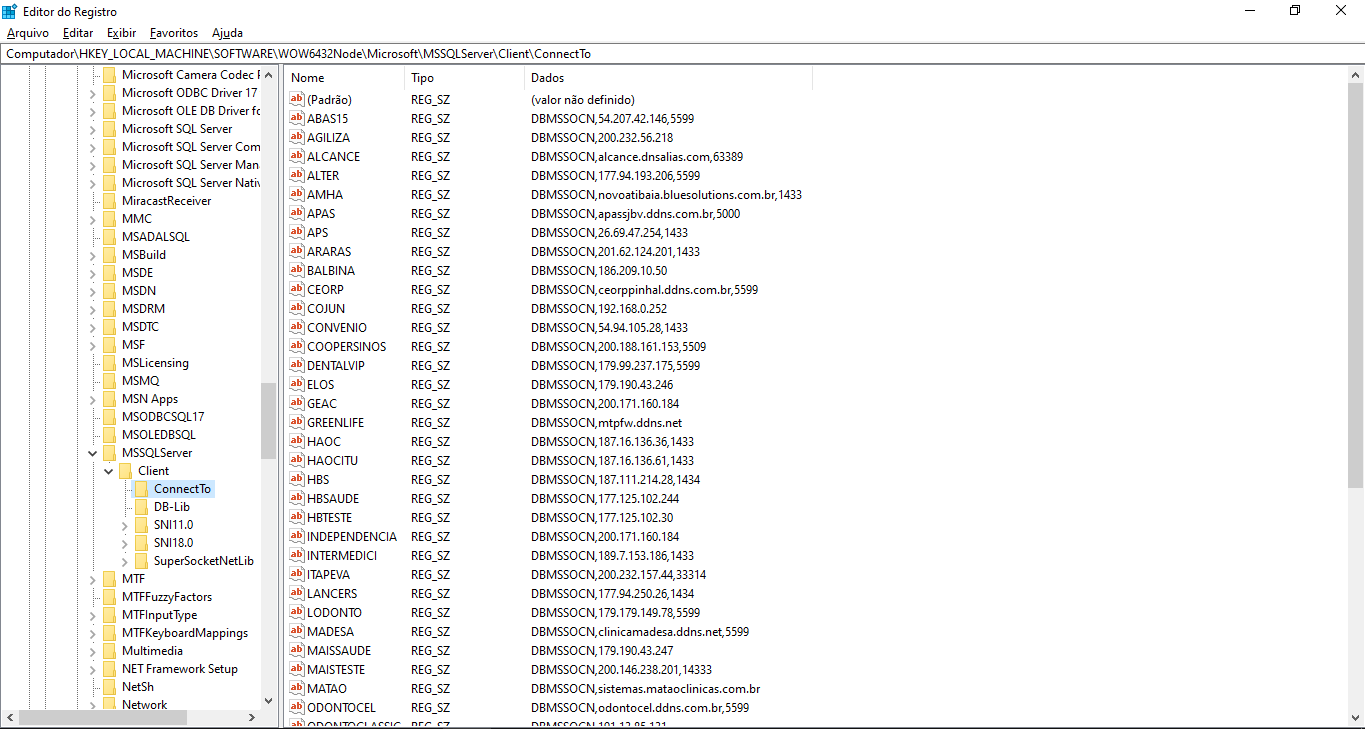 Editor do Registro
Arquivo Editar Exibir Favoritos Ajuda
Computador\HKEY_LOCAL_MACHINE\SOFTWARE\WOW6432Node\Microsoft\MSSQLServer\Client\ConnectTo
Microsoft Camera Codec P
Microsoft ODBC Driver 17
Microsoft OLE DB Driver fo
Microsoft SQL Server
Microsoft SQL Server Com
Microsoft SQL Server Man
Microsoft SQL Server Nativ
MiracastReceiver
MMC
MSADALSQL
MSBuild
MSDE
MSDN
MSDRM
MSDTC
MSF
MSLicensing
MSMQ
MSN Apps
MSODBCSQL17
MSOLEDBSQL
MSSQLServer
Client
ConnectTo
DB-Lib
SNI11.0
SNI18.0
SuperSocketNetLib
MTF
MTFFuzzyFactors
MTFInputType
MTFKeyboardMappings
Multimedia
NET Framework Setup
NetSh
Network
Nome Tipo Dados
(Padrão) REG_SZ (valor não definido)
ABAS15 REG_SZ DBMSSOCN,54.207.42.146,5599
AGILIZA REG_SZ DBMSSOCN,200.232.56.218
ALCANCE REG_SZ DBMSSOCN,alcance.dnsalias.com,63389
ALTER REG_SZ DBMSSOCN,177.94.193.206,5599
AMHA REG_SZ DBMSSOCN,novoatibaia.bluesolutions.com.br,1433
APAS REG_SZ DBMSSOCN,apassjbv.ddns.com.br,5000
APS REG_SZ DBMSSOCN,26.69.47.254,1433
ARARAS REG_SZ DBMSSOCN,201.62.124.201,1433
BALBINA REG_SZ DBMSSOCN,186.209.10.50
CEORP REG_SZ DBMSSOCN,ceorppinhal.ddns.com.br,5599
COJUN REG_SZ DBMSSOCN,192.168.0.252
CONVENIO REG_SZ DBMSSOCN,54.94.105.28,1433
COOPERSINOS REG_SZ DBMSSOCN,200.188.161.153,5509
DENTALVIP REG_SZ DBMSSOCN,179.99.237.175,5599
ELOS REG_SZ DBMSSOCN,179.190.43.246
GEAC REG_SZ DBMSSOCN,200.171.160.184
GREENLIFE REG_SZ DBMSSOCN,mtpfw.ddns.net
HAOC REG_SZ DBMSSOCN,187.16.136.36,1433
HAOCITU REG_SZ DBMSSOCN,187.16.136.61,1433
HBS REG_SZ DBMSSOCN,187.111.214.28,1434
HBSAUDE REG_SZ DBMSSOCN,177.125.102.244
HBTESTE REG_SZ DBMSSOCN,177.125.102.30
INDEPENDENCIA REG_SZ DBMSSOCN,200.171.160.184
INTERMEDICI REG_SZ DBMSSOCN,189.7.153.186,1433
ITAPEVA REG_SZ DBMSSOCN,200.232.157.44,33314
LANCERS REG_SZ DBMSSOCN,177.94.250.26,1434
LODONTO REG_SZ DBMSSOCN,179.179.149.78,5599
MADESA REG_SZ DBMSSOCN,clinicamadesa.ddns.net,5599
MAISSAUDE REG_SZ DBMSSOCN,179.190.43.247
MAISTESTE REG_SZ DBMSSOCN,200.146.238.201,14333
MATAO REG_SZ DBMSSOCN,sistemas.mataoclinicas.com.br
ODONTOCEL REG_SZ DBMSSOCN,odontocel.ddns.com.br,5599
ODONTOCLASSIC REG_SZ